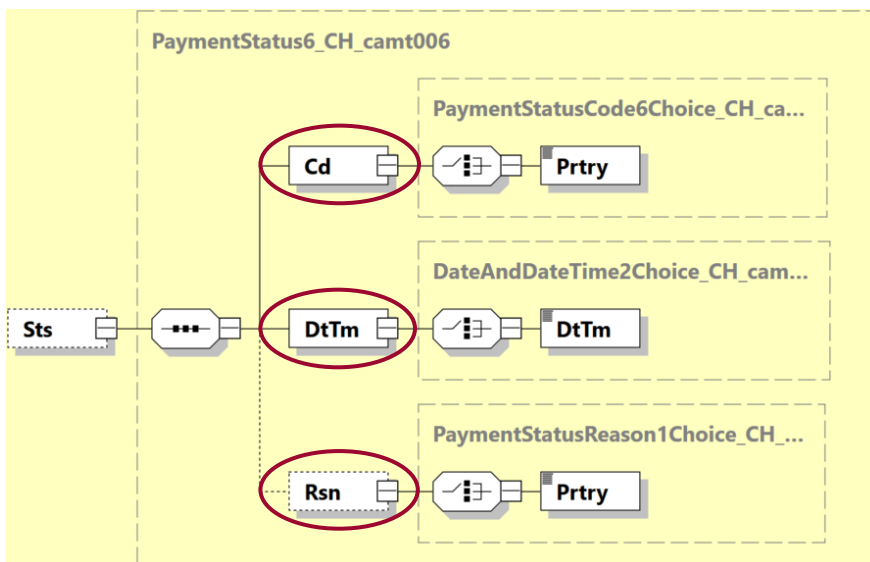 PaymentStatus6_CH_camt006
PaymentStatusCode6Choice_CH_ca...
Cd
Prtry
DateAndDateTime2Choice_CH_cam...
Sts
DtTm
DtTm
PaymentStatusReason1Choice_CH_...
Rsn
Prtry